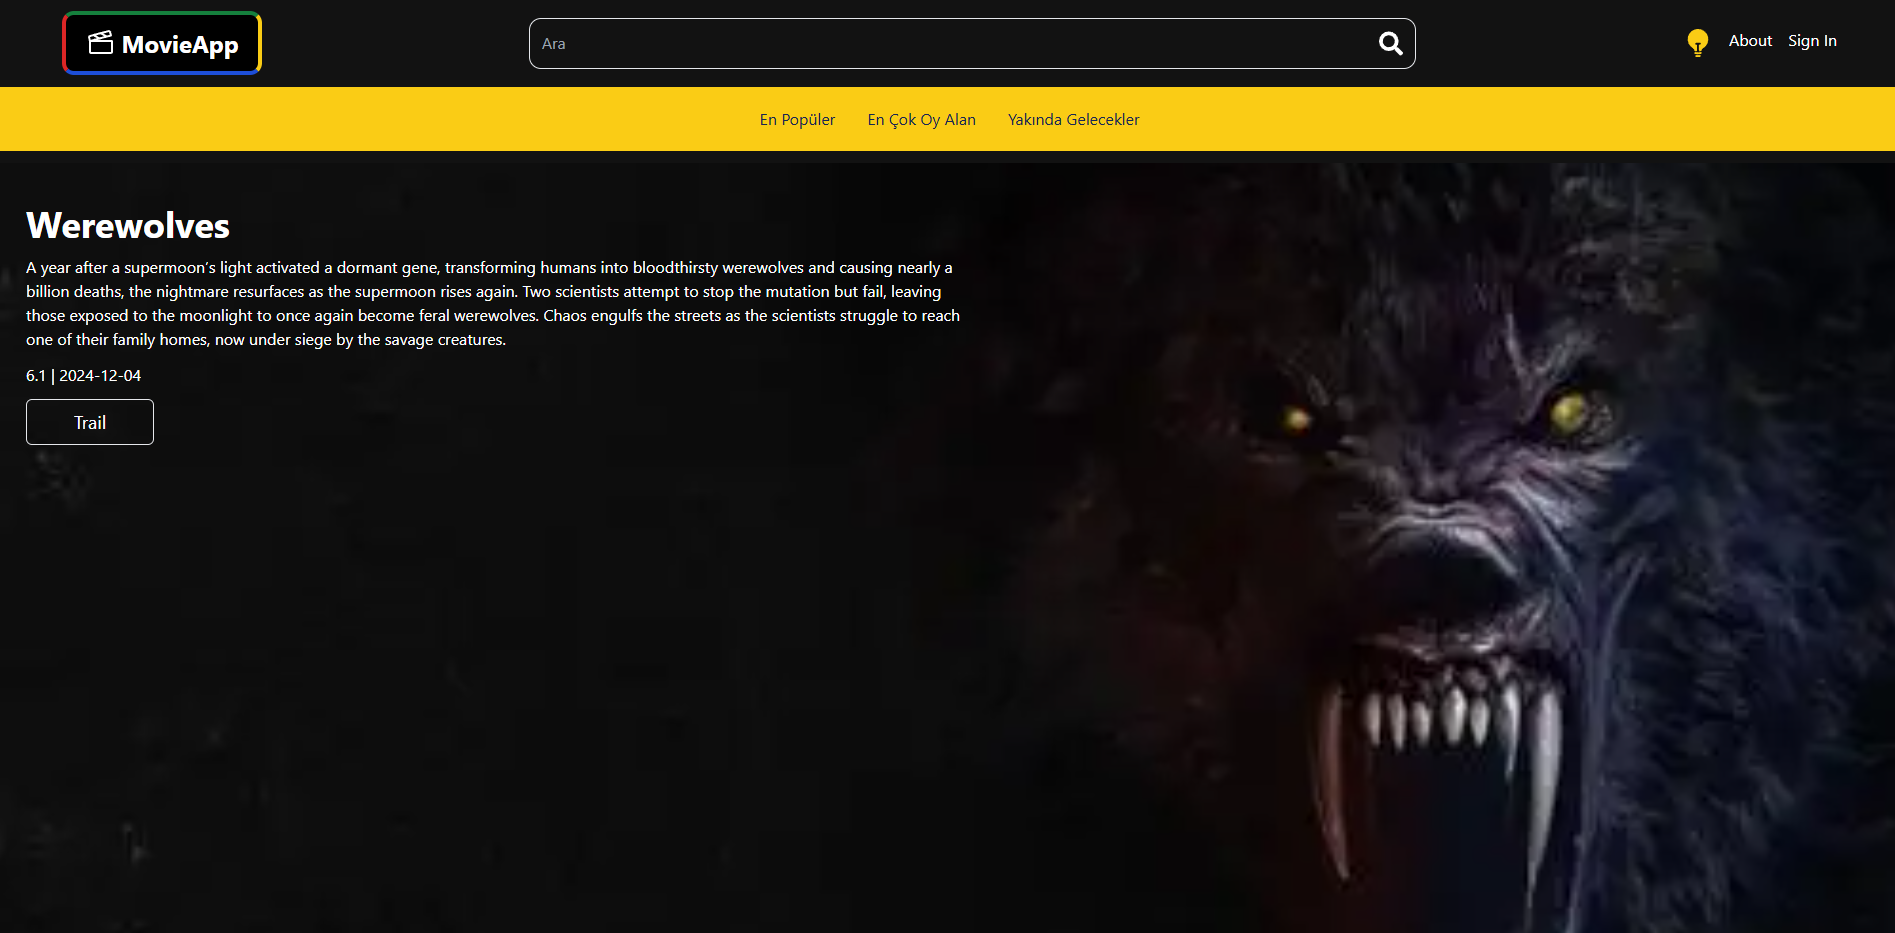 MovieApp
Ara
About Sign In
En Popüler En Çok Oy Alan Yakında Gelecekler
Werewolves
A year after a supermoon’s light activated a dormant gene, transforming humans into bloodthirsty werewolves and causing nearly a
billion deaths, the nightmare resurfaces as the supermoon rises again. Two scientists attempt to stop the mutation but fail, leaving
those exposed to the moonlight to once again become feral werewolves. Chaos engulfs the streets as the scientists struggle to reach
one of their family homes, now under siege by the savage creatures.
6.1 | 2024-12-04
Trail